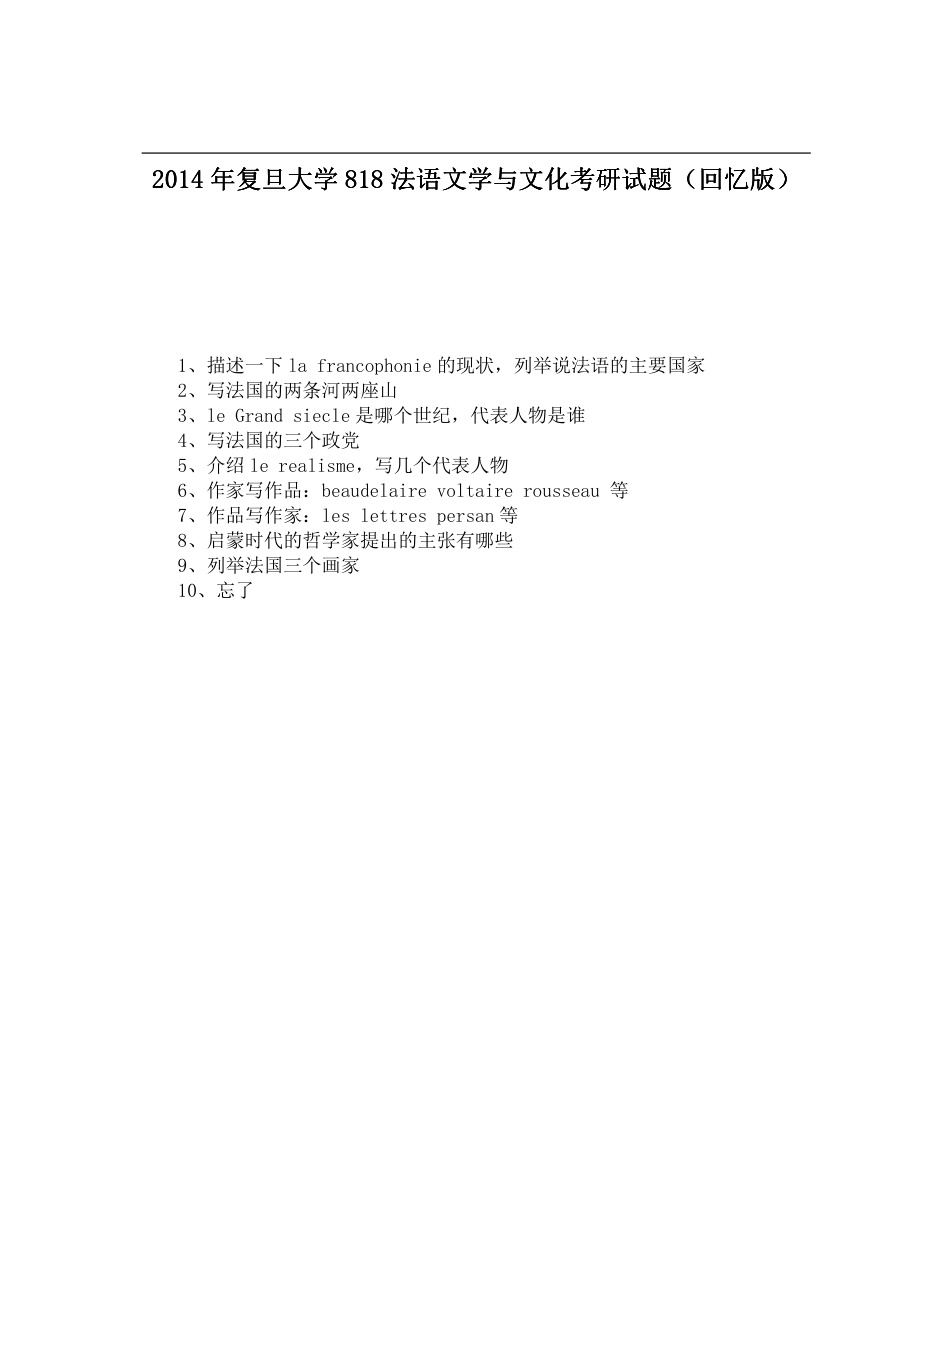 2014 年复旦大学 818 法语文学与文化考研试题（回忆版）
1、描述一下 la francophonie 的现状，列举说法语的主要国家
2、写法国的两条河两座山
3、le Grand siecle 是哪个世纪，代表人物是谁
4、写法国的三个政党
5、介绍 le realisme，写几个代表人物
6、作家写作品：beaudelaire voltaire rousseau 等
7、作品写作家：les lettres persan 等
8、启蒙时代的哲学家提出的主张有哪些
9、列举法国三个画家
10、忘了